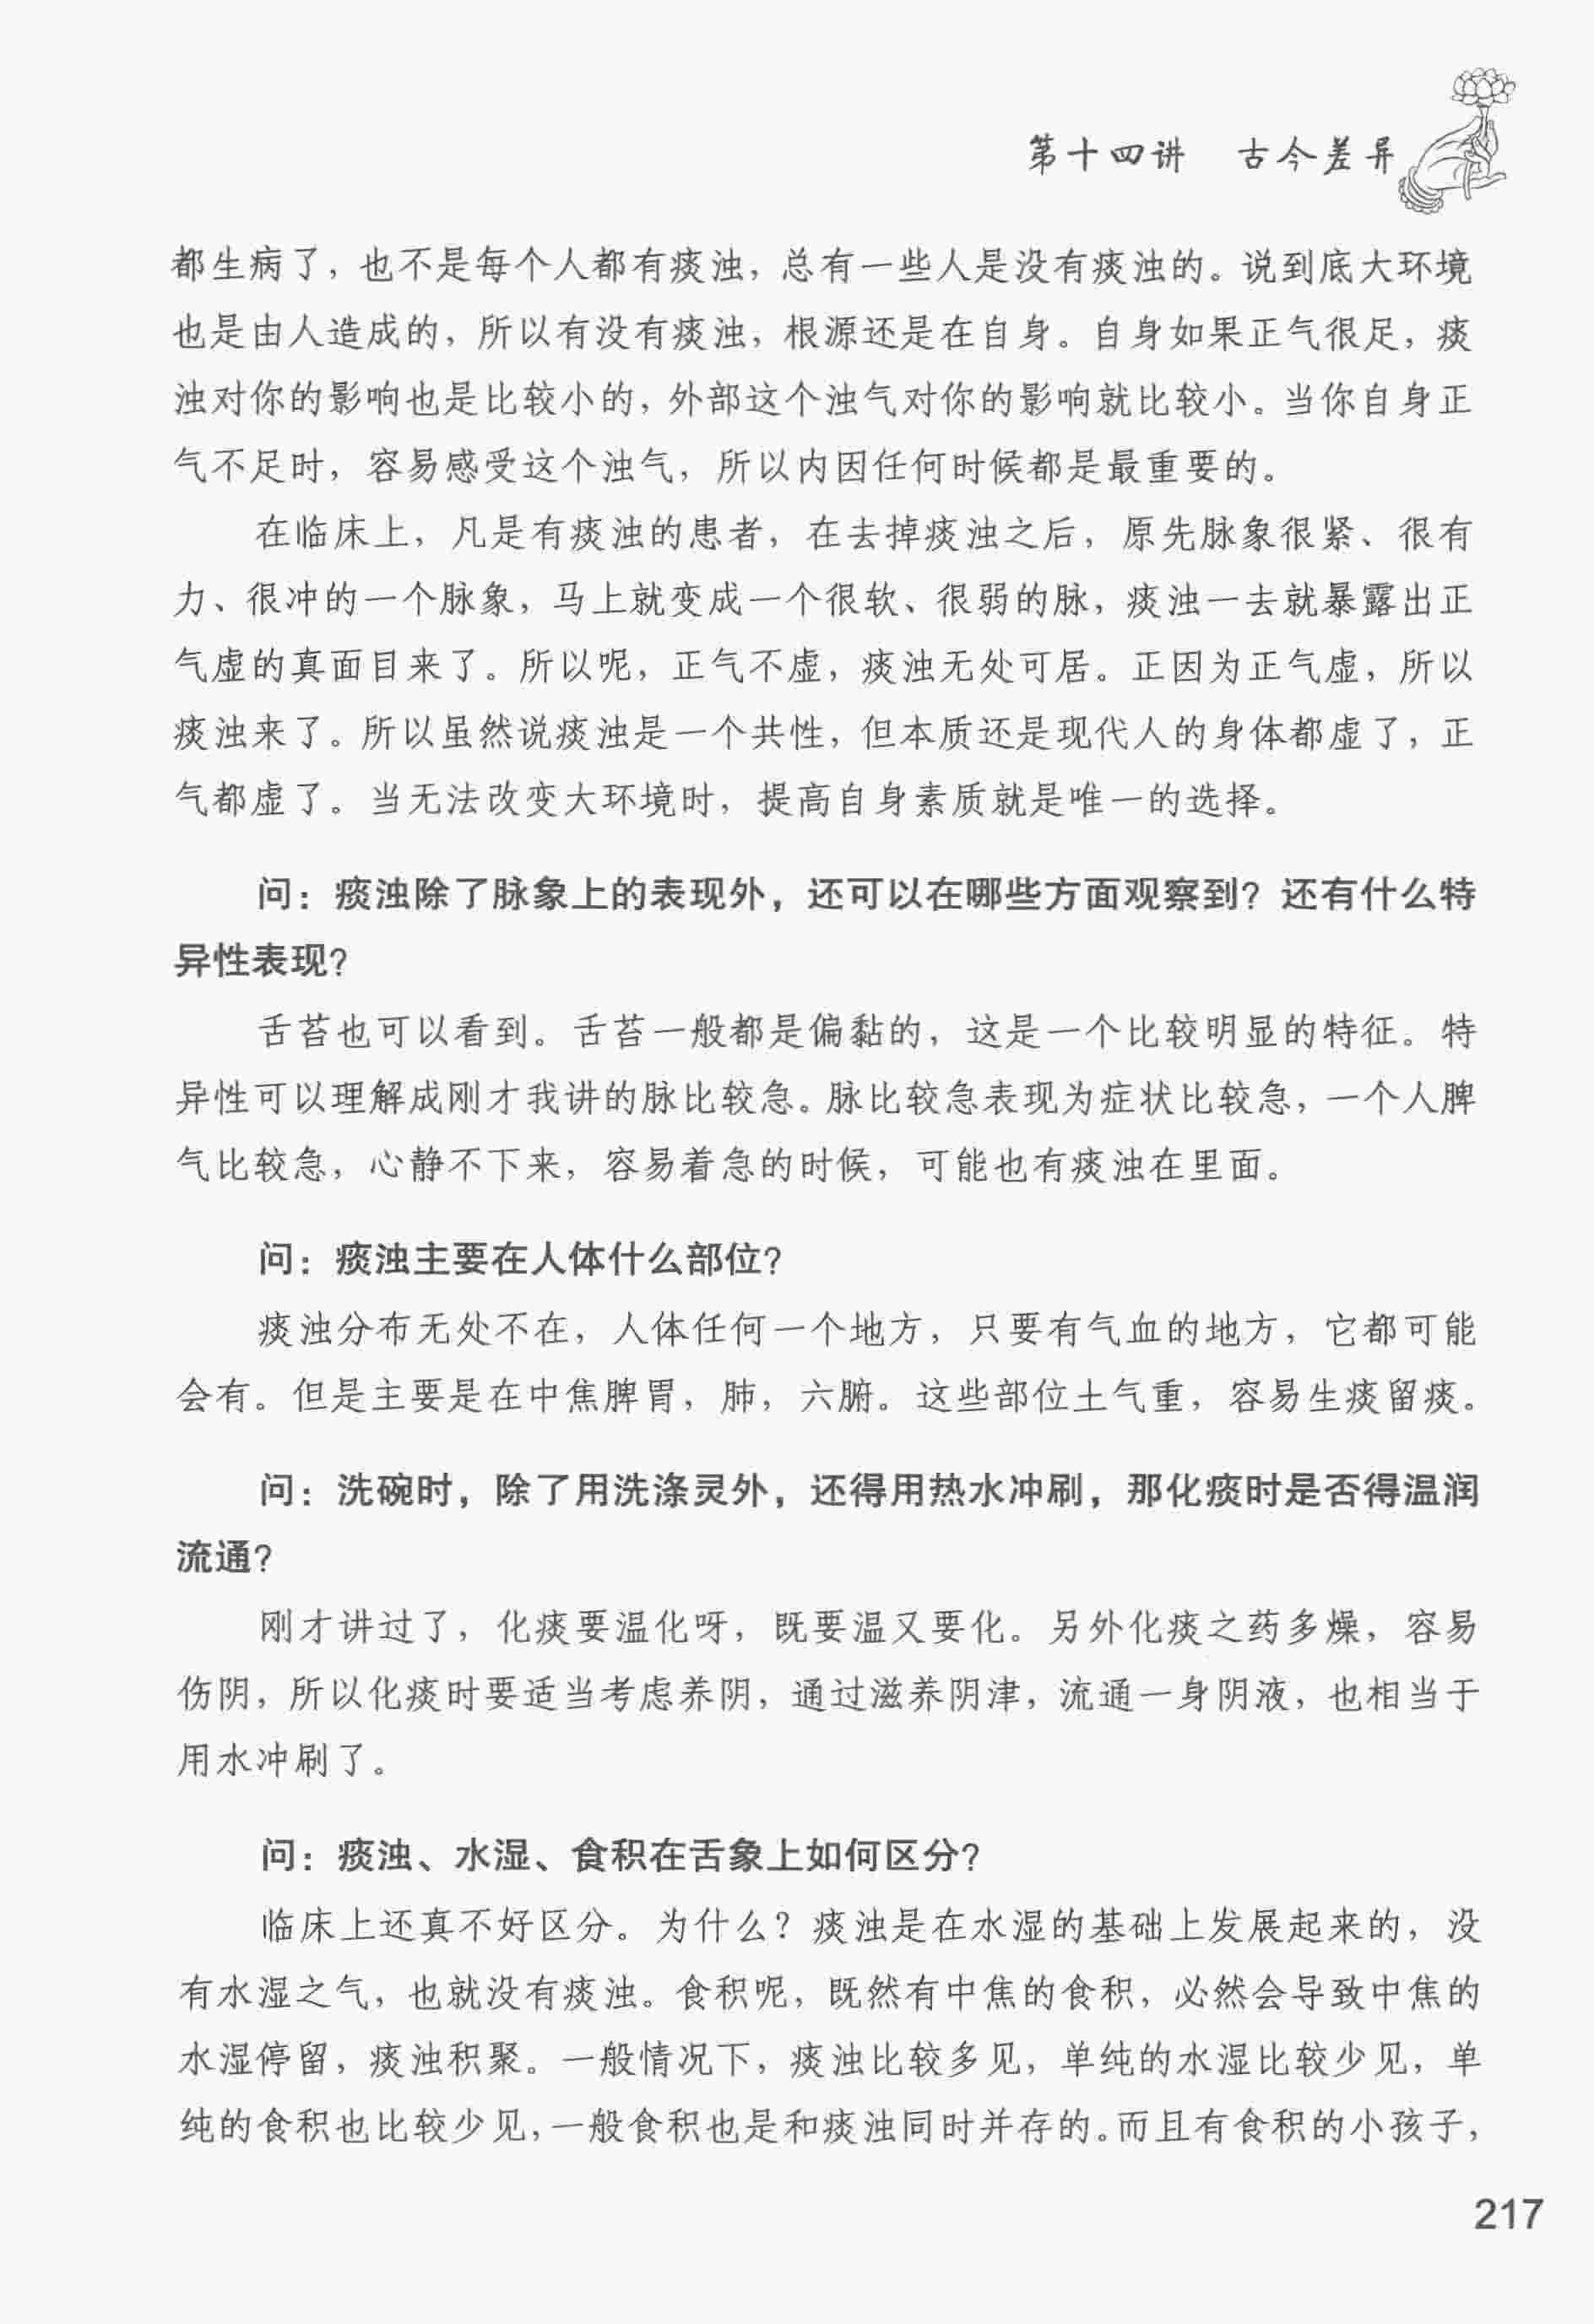 第十四讲 古今差异
都生病了，也不是每个人都有痰浊，总有一些人是没有痰浊的。说到底大环境
也是由人造成的，所以有没有痰浊，根源还是在自身。自身如果正气很足，痰
浊对你的影响也是比较小的，外部这个浊气对你的影响就比较小。当你自身正
气不足时，容易感受这个浊气，所以内因任何时候都是最重要的。
在临床上，凡是有痰浊的患者，在去掉痰浊之后，原先脉象很紧、很有
力、很冲的一个脉象，马上就变成一个很软、很弱的脉，痰浊一去就暴露出正
气虚的真面目来了。所以呢，正气不虚，痰浊无处可居。正因为正气虚，所以
痰浊来了。所以虽然说痰浊是一个共性，但本质还是现代人的身体都虚了，正
气都虚了。当无法改变大环境时，提高自身素质就是唯一的选择。
问：痰浊除了脉象上的表现外，还可以在哪些方面观察到？还有什么特
异性表现？
舌苔也可以看到。舌苔一般都是偏黏的，这是一个比较明显的特征。特
异性可以理解成刚才我讲的脉比较急。脉比较急表现为症状比较急，一个人脾
气比较急，心静不下来，容易着急的时候，可能也有痰浊在里面。
问：痰浊主要在人体什么部位？
痰浊分布无处不在，人体任何一个地方，只要有气血的地方，它都可能
会有。但是主要是在中焦脾胃，肺，六腑。这些部位土气重，容易生痰留痰。
问：洗碗时，除了用洗涤灵外，还得用热水冲刷，那化痰时是否得温润
流通？
刚才讲过了，化痰要温化呀，既要温又要化。另外化痰之药多燥，容易
伤阴，所以化痰时要适当考虑养阴，通过滋养阴津，流通一身阴液，也相当于
用水冲刷了。
问：痰浊、水湿、食积在舌象上如何区分？
临床上还真不好区分。为什么？痰浊是在水湿的基础上发展起来的，没
有水湿之气，也就没有痰浊。食积呢，既然有中焦的食积，必然会导致中焦的
水湿停留，痰浊积聚。一般情况下，痰浊比较多见，单纯的水湿比较少见，单
纯的食积也比较少见，一般食积也是和痰浊同时并存的。而且有食积的小孩子，
217